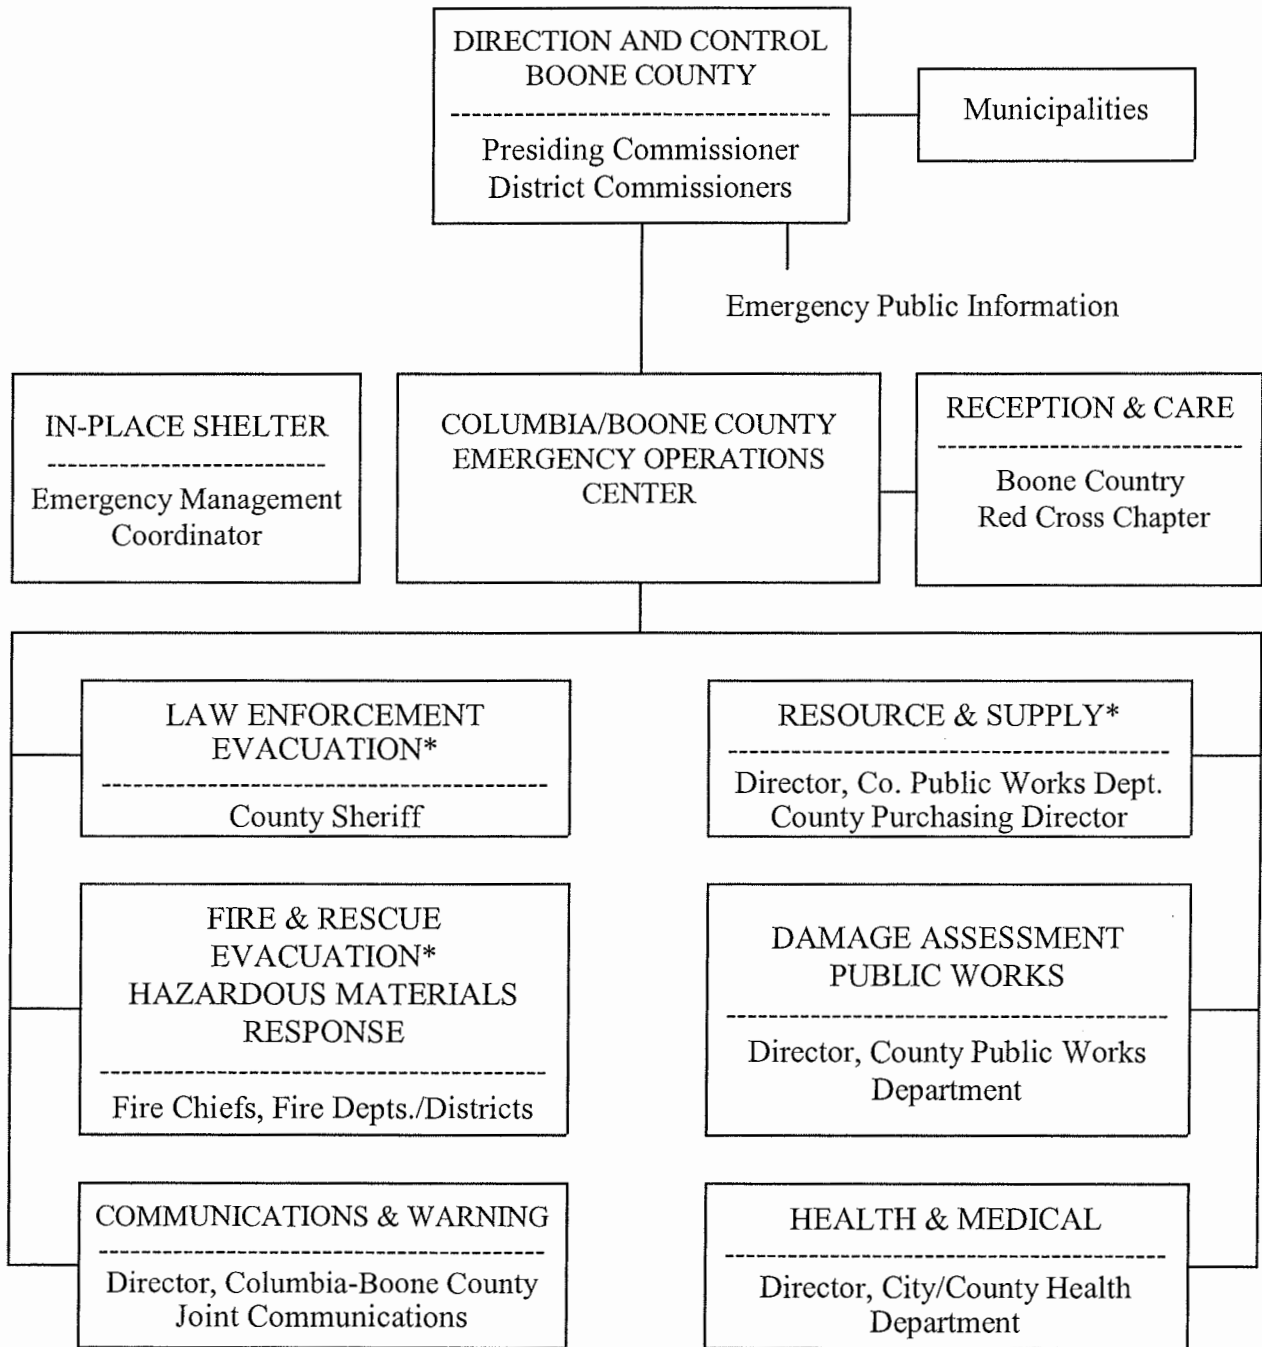 DIRECTION AND CONTROL
BOONE COUNTY
Presiding Commissioner
District Commissioners
Municipalities
Emergency Public Information
IN-PLACE SHELTER
Emergency Management
Coordinator
COLUMBIA/BOONE COUNTY
EMERGENCY OPERATIONS
CENTER
RECEPTION & CARE
Boone Country
Red Cross Chapter
LAW ENFORCEMENT
EVACUATION*
County Sheriff
RESOURCE & SUPPLY*
Director, Co. Public Works Dept.
County Purchasing Director
FIRE & RESCUE
EVACUATION*
HAZARDOUS MATERIALS
RESPONSE
Fire Chiefs, Fire Depts./Districts
DAMAGE ASSESSMENT
PUBLIC WORKS
Director, County Public Works
Department
COMMUNICATIONS & WARNING
Director, Columbia-Boone County
Joint Communications
HEALTH & MEDICAL
Director, City/County Health
Department